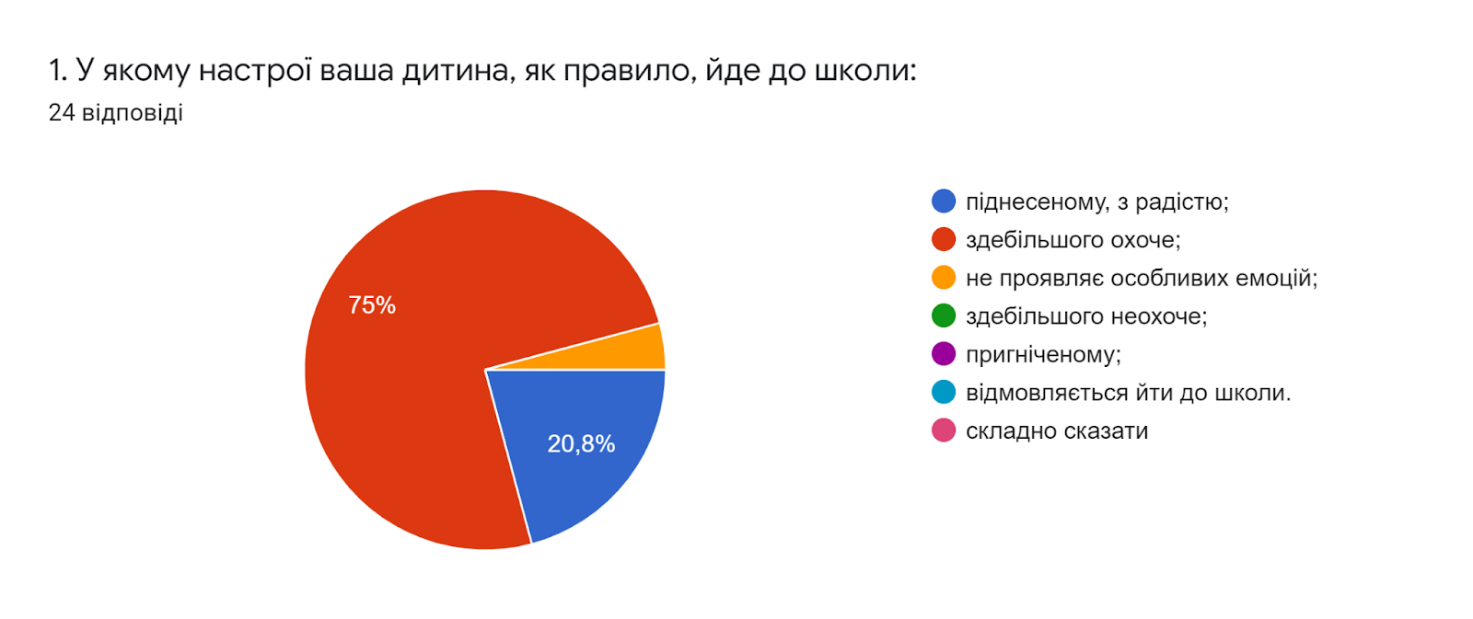 1. У якому настрої ваша дитина, як правило, йде до школи:
24 відповіді
75%
20,8%
піднесеному, з радістю;
здебільшого охоче;
не проявляє особливих емоцій;
здебільшого неохоче;
пригніченому;
відмовляється йти до школи.
складно сказати